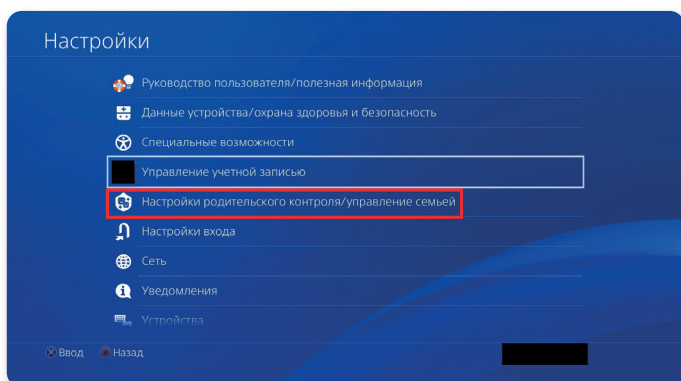 Настройки
Руководство пользователя/полезная информация
Данные устройства/охрана здоровья и безопасность
Специальные возможности
Управление учетной записью
Настройки родительского контроля/управление семьей
Настройки входа
Сеть
Уведомления
Устройства
Ввод Назад